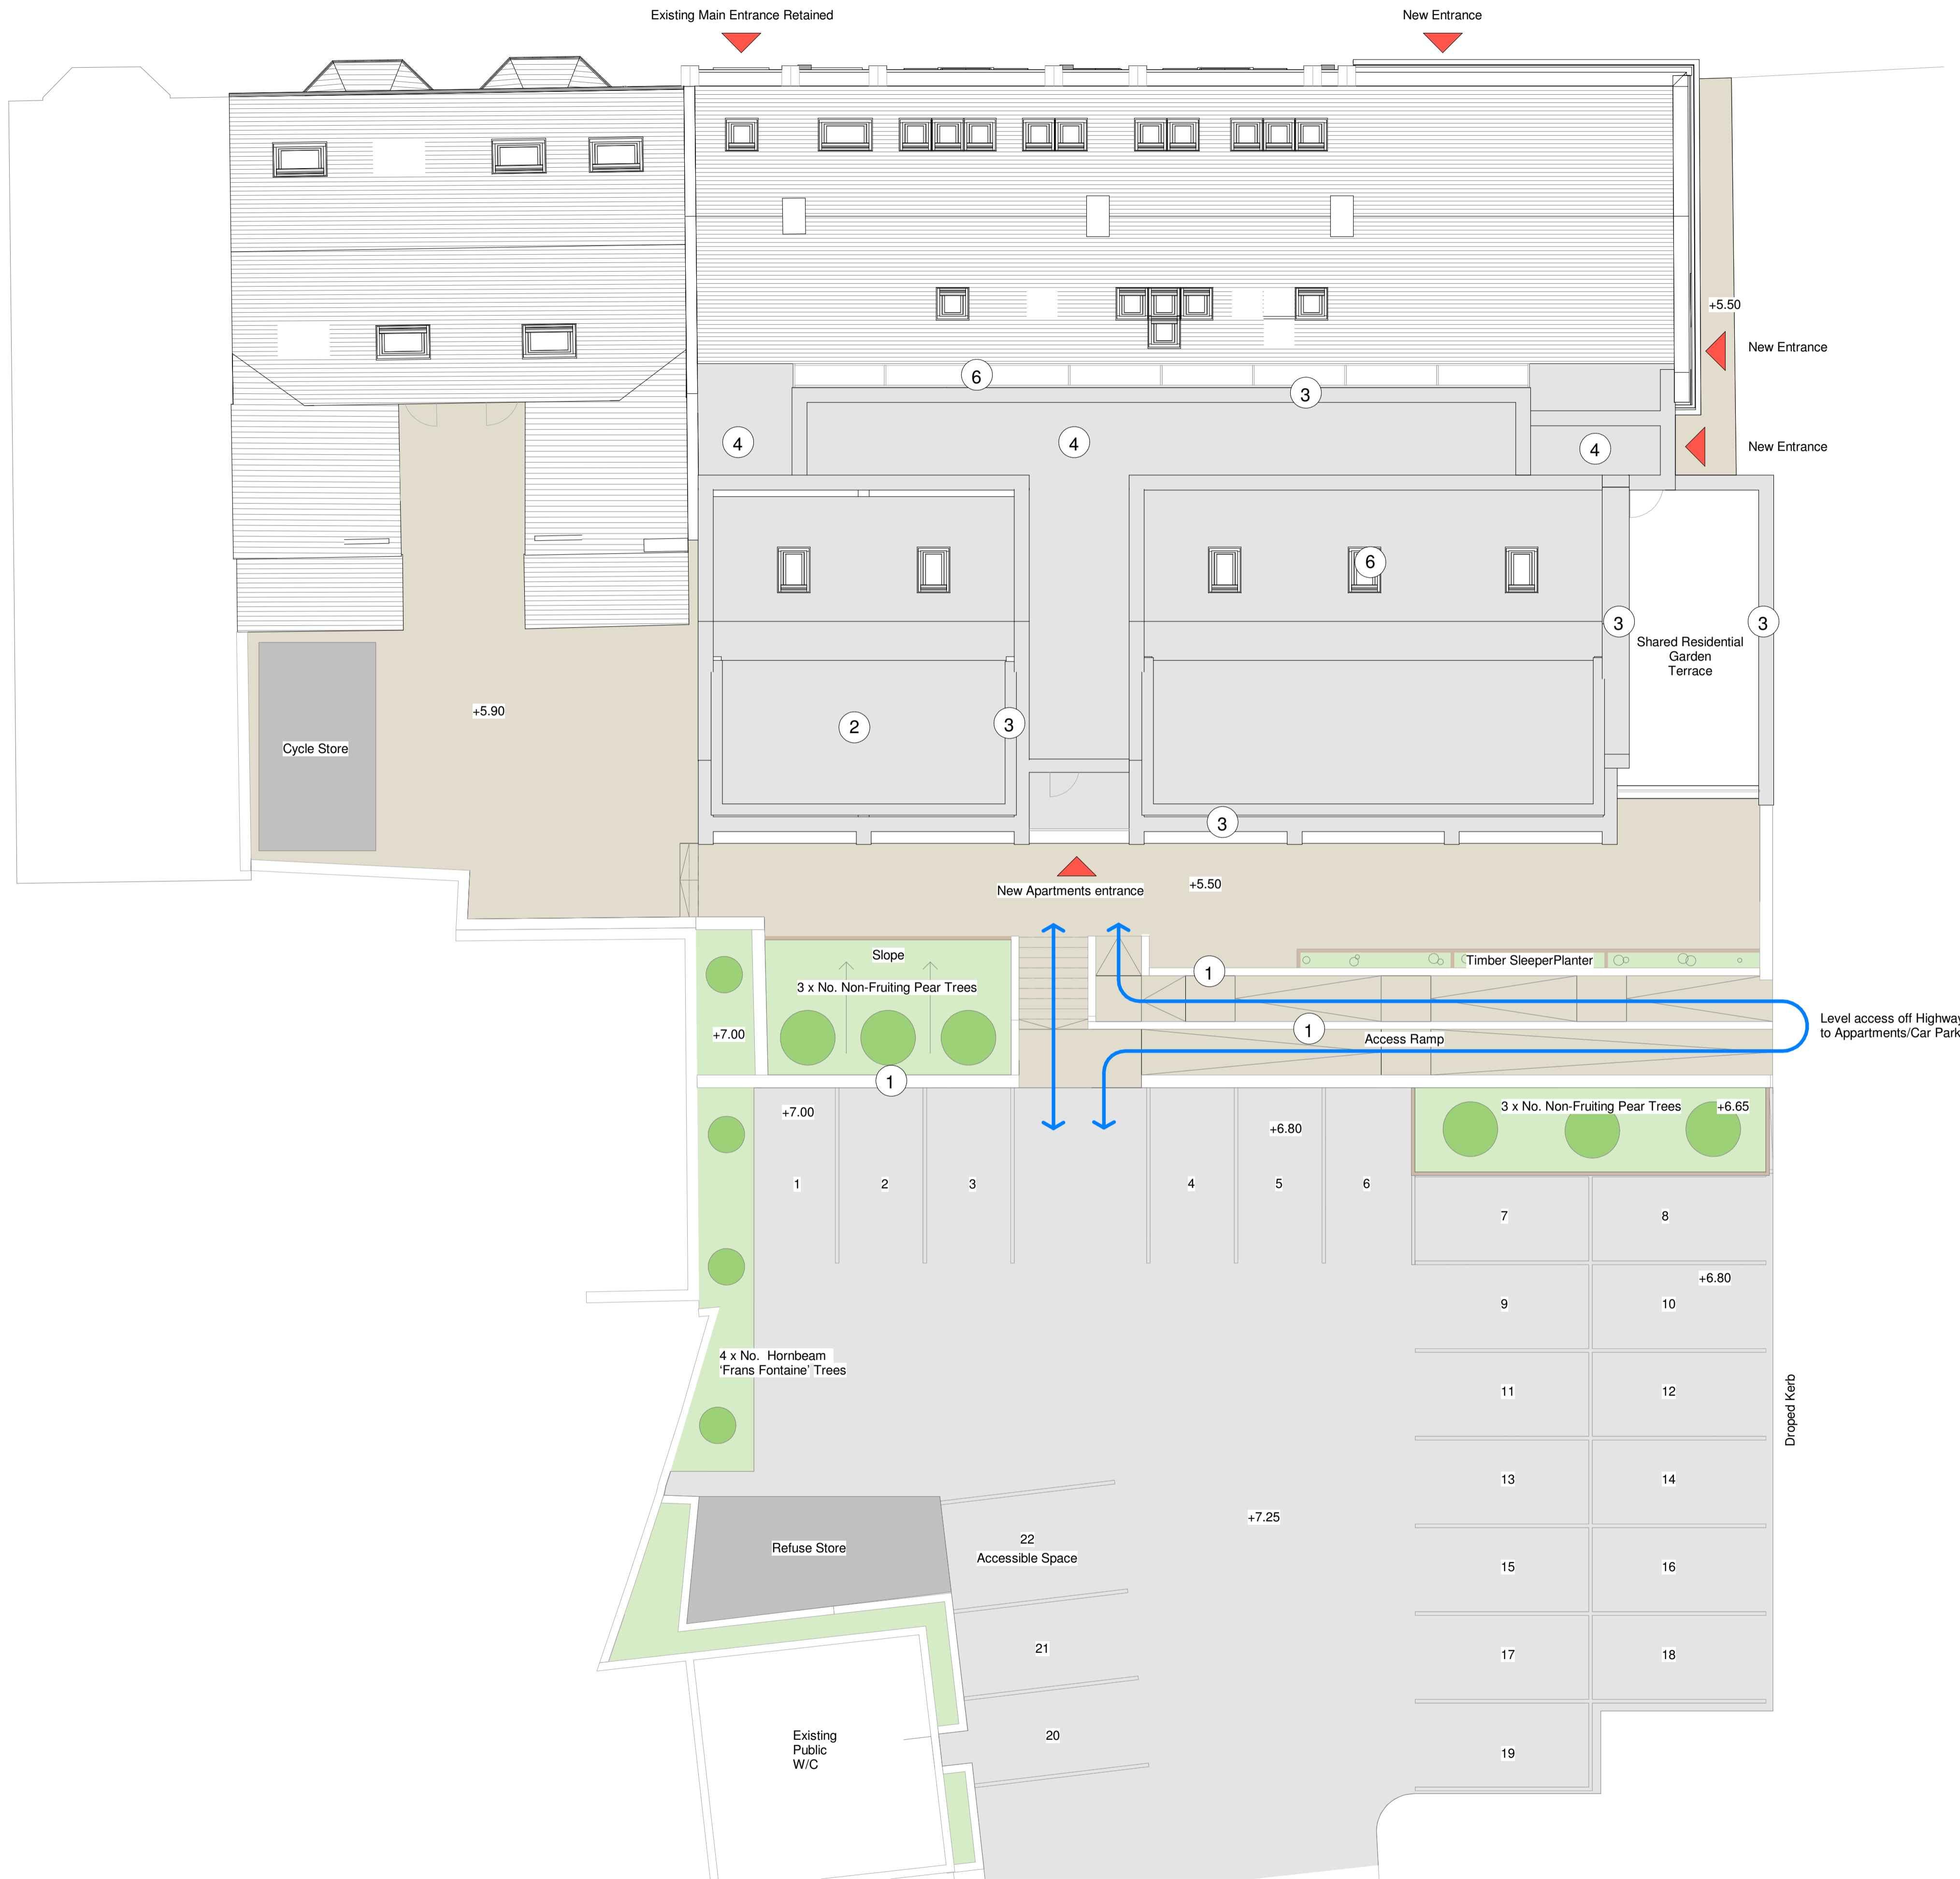 Existing Main Entrance Retained
New Entrance
+5.50
New Entrance
6
3
4
4
4
New Entrance
6
3
3
Shared Residential
Garden
Terrace
+5.90
2
3
Cycle Store
3
New Apartments entrance
+5.50
Slope
Timber SleeperPlanter
1
3 x No. Non-Fruiting Pear Trees
+7.00
1
Access Ramp
Level access off Highway
to Appartments/Car Park
1
+7.00
+6.80
3 x No. Non-Fruiting Pear Trees
+6.65
1
2
3
4
5
6
7
8
+6.80
9
10
4 x No. Hornbeam
‘Frans Fontaine’ Trees
11
12
Droped Kerb
13
14
+7.25
22
Accessible Space
Refuse Store
15
16
21
17
18
20
19
Existing
Public
W/C